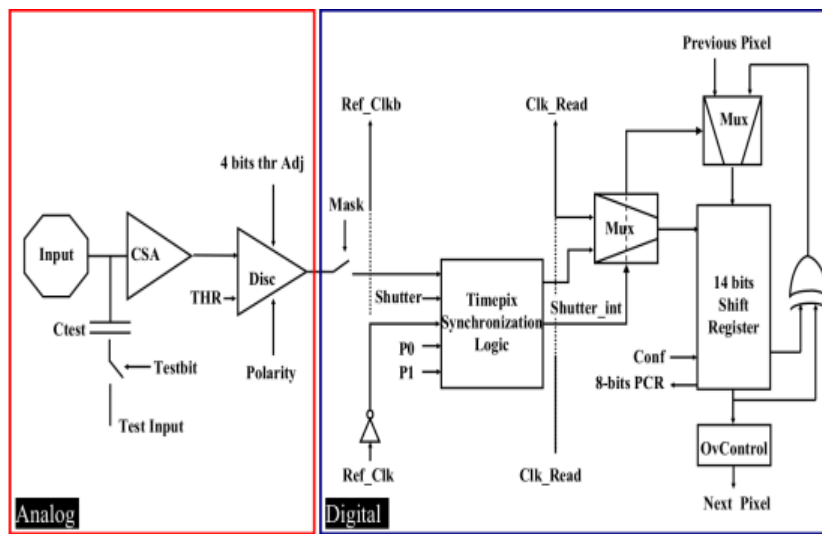 Previous Pixel
Ref_Clkb
Clk_Read
Mux
4 bits thr Adj
Mask
Input
CSA
Disc
THR
Mux
Shutter
Timepix
Synchronization
Logic
Shutter_int
14 bits
Shift
Register
Ctest
Testbit
Polarity
P0
P1
Conf
8-bits PCR
Test Input
OvControl
Ref_Clk
Clk_Read
Next Pixel
Analog
Digital